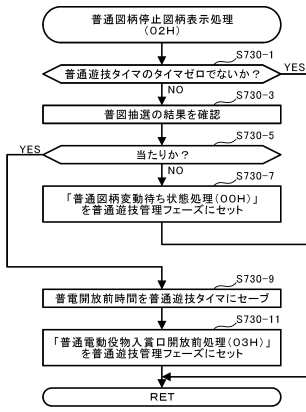 普通図柄停止図柄表示処理
(02H)
S730-1
普通遊技タイマのタイマゼロでないか?
YES
NO
S730-3
普図抽選の結果を確認
S730-5
YES
当たりか?
NO
S730-7
「普通図柄変動待ち状態処理(00H)」
を普通遊技管理フェーズにセット
S730-9
普電開放前時間を普通遊技タイマにセーブ
S730-11
「普通電動役物入賞口開放前処理(03H)」
を普通遊技管理フェーズにセット
RET